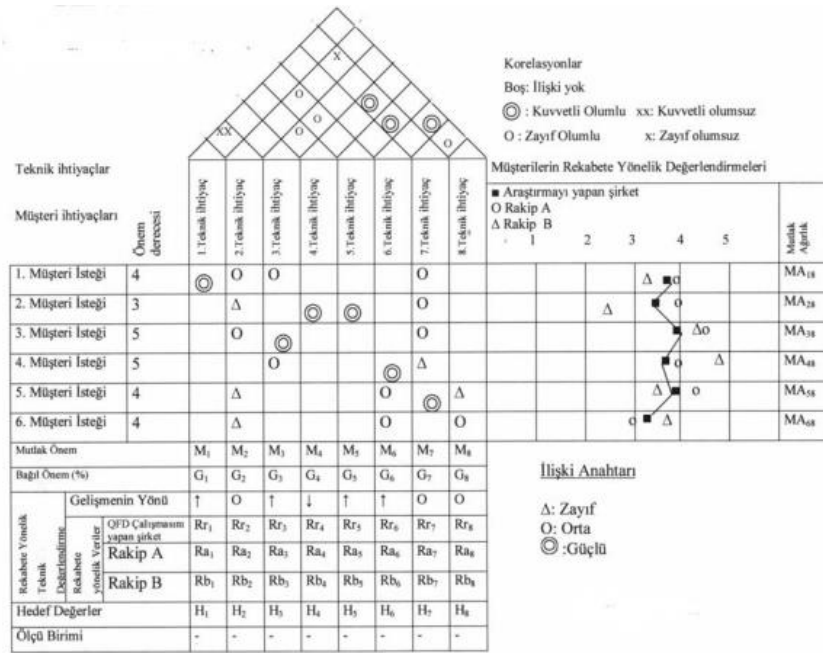 Korelasyonlar
Boş: İlişki yok
◎ : Kuvvetli Olumlu xx: Kuvvetli olumsuz
O : Zayıf Olumlu x: Zayıf olumsuz
x
O
xx O O
◎ ◎ ◎
O
Teknik ihtiyaçlar
Müşteri ihtiyaçları
Önem derecesi
1.Teknik ihtiyaç
2.Teknik ihtiyaç
3.Teknik ihtiyaç
4.Teknik ihtiyaç
5.Teknik ihtiyaç
6.Teknik ihtiyaç
7.Teknik ihtiyaç
8.Teknik ihtiyaç
Müşterilerin Rekabete Yönelik Değerlendirmeleri
■ Araştırmayı yapan şirket
O Rakip A
Δ Rakip B
1 2 3 4 5
Mutlak Ağırlık
1. Müşteri İsteği 4 ◎ O O O Δ ■ o MA18
2. Müşteri İsteği 3 Δ ◎ ◎ O Δ ■ o MA28
3. Müşteri İsteği 5 O ◎ O ■ Δ o MA38
4. Müşteri İsteği 5 O ◎ Δ ■ o Δ MA48
5. Müşteri İsteği 4 Δ O ◎ Δ Δ ■ o MA58
6. Müşteri İsteği 4 Δ O O o ■ Δ MA68
Mutlak Önem M1 M2 M3 M4 M5 M6 M7 M8
Bağıl Önem (%) G1 G2 G3 G4 G5 G6 G7 G8
Rekabete Yönelik Teknik Değerlendirme
Gelişmenin Yönü ↑ O ↑ ↓ ↑ ↑ O O
Rekabete yönelik Veriler
QFD Çalışmasını yapan şirket Rr1 Rr2 Rr3 Rr4 Rr5 Rr6 Rr7 Rr8
Rakip A Ra1 Ra2 Ra3 Ra4 Ra5 Ra6 Ra7 Ra8
Rakip B Rb1 Rb2 Rb3 Rb4 Rb5 Rb6 Rb7 Rb8
Hedef Değerler H1 H2 H3 H4 H5 H6 H7 H8
Ölçü Birimi - - - - - - - -
İlişki Anahtarı
Δ: Zayıf
O: Orta
◎ :Güçlü